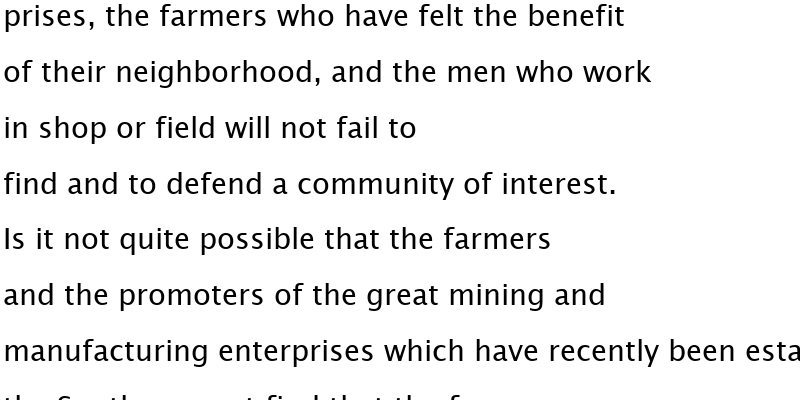 prises, the farmers who have felt the benefit
of their neighborhood, and the men who work
in shop or field will not fail to
find and to defend a community of interest.
Is it not quite possible that the farmers
and the promoters of the great mining and
manufacturing enterprises which have recently been esta